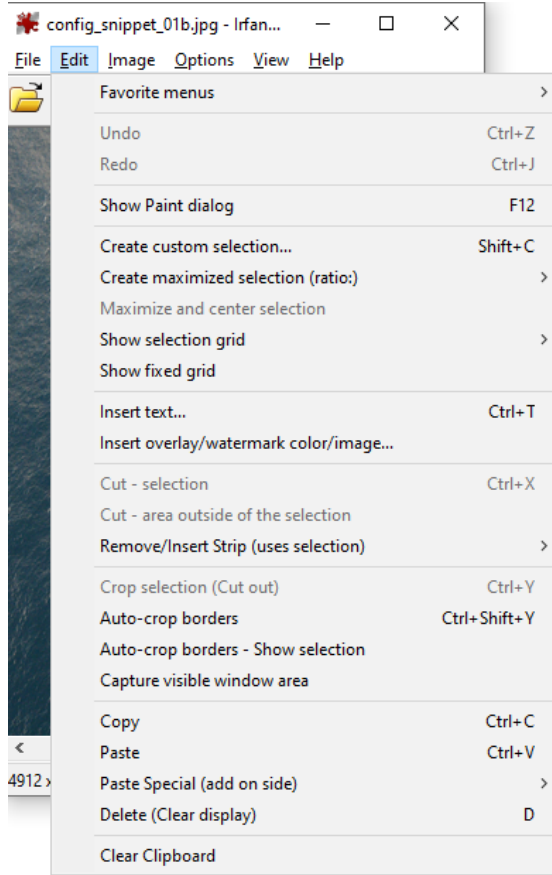 config_snippet_01b.jpg - Irfan...
File Edit Image Options View Help
Favorite menus
Undo Ctrl+Z
Redo Ctrl+J
Show Paint dialog F12
Create custom selection... Shift+C
Create maximized selection (ratio:)
Maximize and center selection
Show selection grid
Show fixed grid
Insert text... Ctrl+T
Insert overlay/watermark color/image...
Cut - selection Ctrl+X
Cut - area outside of the selection
Remove/Insert Strip (uses selection)
Crop selection (Cut out) Ctrl+Y
Auto-crop borders Ctrl+Shift+Y
Auto-crop borders - Show selection
Capture visible window area
Copy Ctrl+C
Paste Ctrl+V
4912 x
Paste Special (add on side)
Delete (Clear display) D
Clear Clipboard